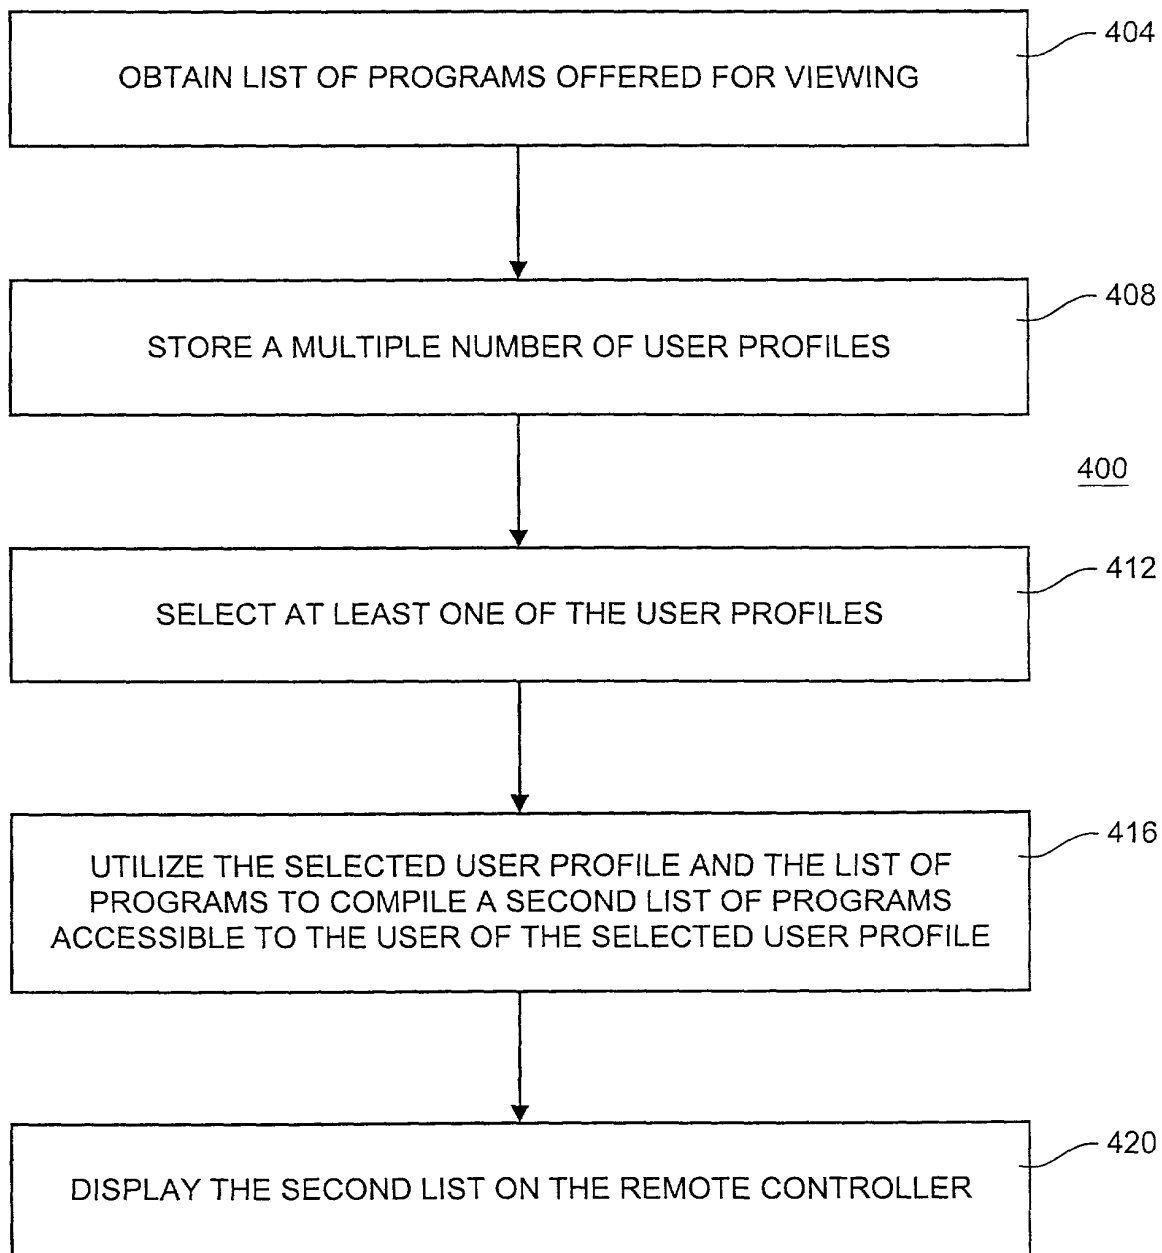 404
OBTAIN LIST OF PROGRAMS OFFERED FOR VIEWING
408
STORE A MULTIPLE NUMBER OF USER PROFILES
400
412
SELECT AT LEAST ONE OF THE USER PROFILES
416
UTILIZE THE SELECTED USER PROFILE AND THE LIST OF
PROGRAMS TO COMPILE A SECOND LIST OF PROGRAMS
ACCESSIBLE TO THE USER OF THE SELECTED USER PROFILE
420
DISPLAY THE SECOND LIST ON THE REMOTE CONTROLLER